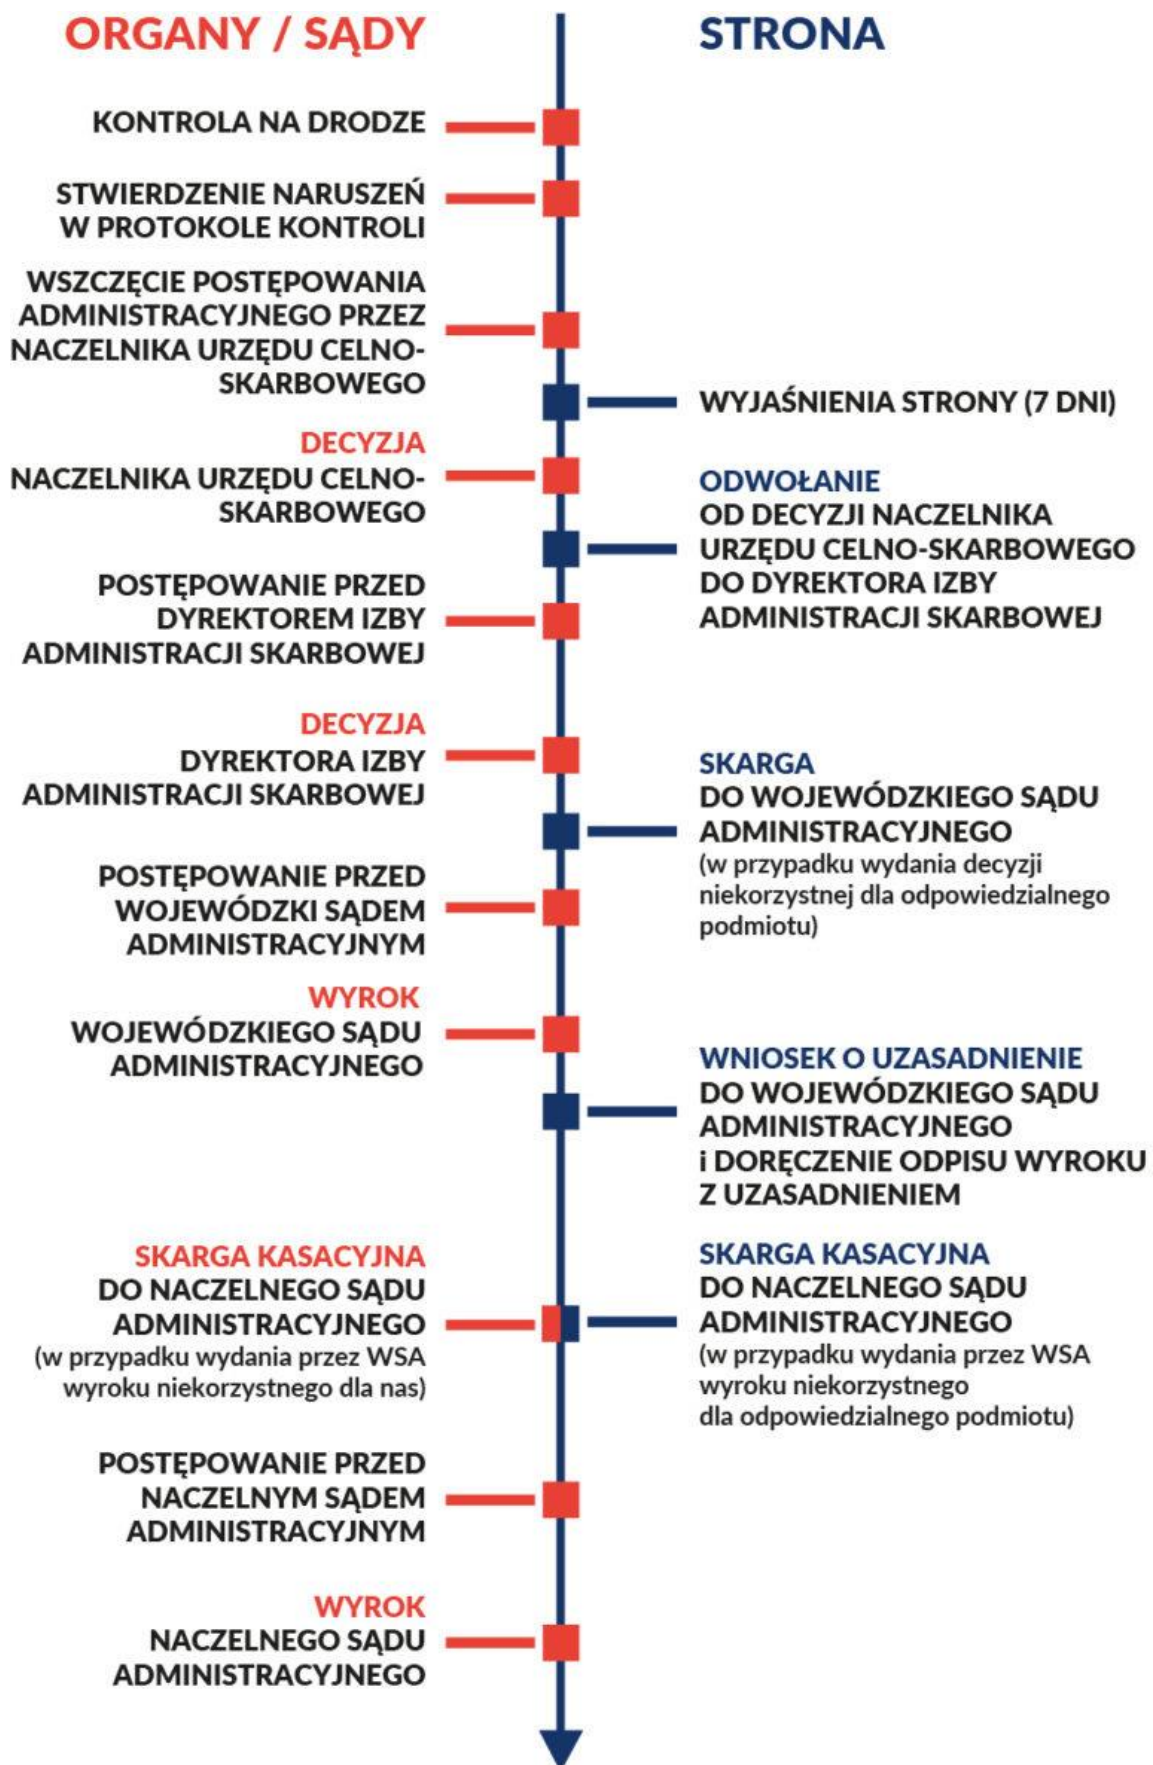 ORGANY / SĄDY
STRONA
KONTROLA NA DRODZE
STWIERDZENIE NARUSZEŃ
W PROTOKOLE KONTROLI
WSZCZĘCIE POSTĘPOWANIA
ADMINISTRACYJNEGO PRZEZ
NACZELNIKA URZĘDU CELNO-
SKARBOWEGO
WYJAŚNIENIA STRONY (7 DNI)
DECYZJA
NACZELNIKA URZĘDU CELNO-
SKARBOWEGO
ODWOŁANIE
OD DECYZJI NACZELNIKA
URZĘDU CELNO-SKARBOWEGO
DO DYREKTORA IZBY
ADMINISTRACJI SKARBOWEJ
POSTĘPOWANIE PRZED
DYREKTOREM IZBY
ADMINISTRACJI SKARBOWEJ
DECYZJA
DYREKTORA IZBY
ADMINISTRACJI SKARBOWEJ
SKARGA
DO WOJEWÓDZKIEGO SĄDU
ADMINISTRACYJNEGO
(w przypadku wydania decyzji
niekorzystnej dla odpowiedzialnego
podmiotu)
POSTĘPOWANIE PRZED
WOJEWÓDZKI SĄDEM
ADMINISTRACYJNYM
WYROK
WOJEWÓDZKIEGO SĄDU
ADMINISTRACYJNEGO
WNIOSEK O UZASADNIENIE
DO WOJEWÓDZKIEGO SĄDU
ADMINISTRACYJNEGO
i DORĘCZENIE ODPISU WYROKU
Z UZASADNIENIEM
SKARGA KASACYJNA
DO NACZELNEGO SĄDU
ADMINISTRACYJNEGO
(w przypadku wydania przez WSA
wyroku niekorzystnego dla nas)
SKARGA KASACYJNA
DO NACZELNEGO SĄDU
ADMINISTRACYJNEGO
(w przypadku wydania przez WSA
wyroku niekorzystnego
dla odpowiedzialnego podmiotu)
POSTĘPOWANIE PRZED
NACZELNYM SĄDEM
ADMINISTRACYJNYM
WYROK
NACZELNEGO SĄDU
ADMINISTRACYJNEGO